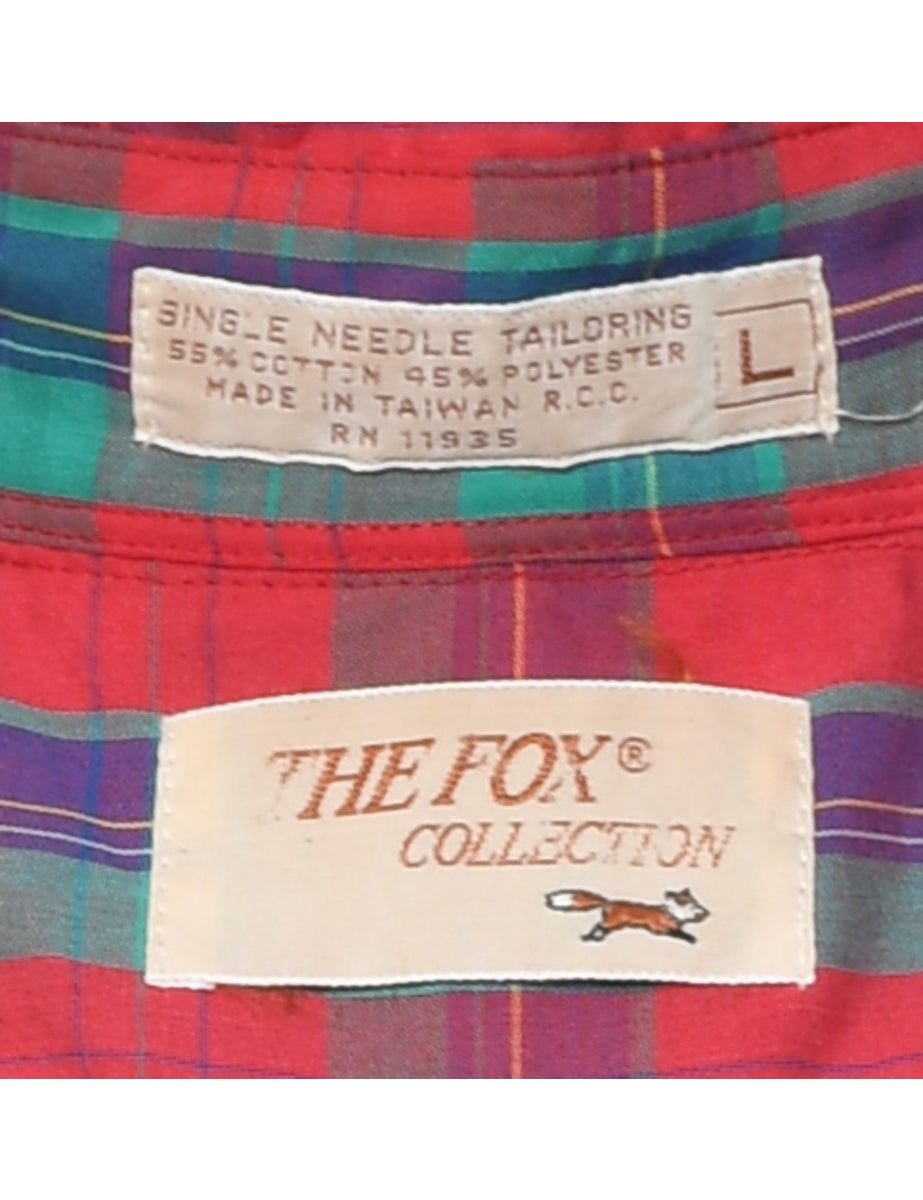 SINGLE NEEDLE TAILORING
55% COTTON 45% POLYESTER
MADE IN TAIWAN R.O.C.
RN 11935
L
THE FOX®
COLLECTION